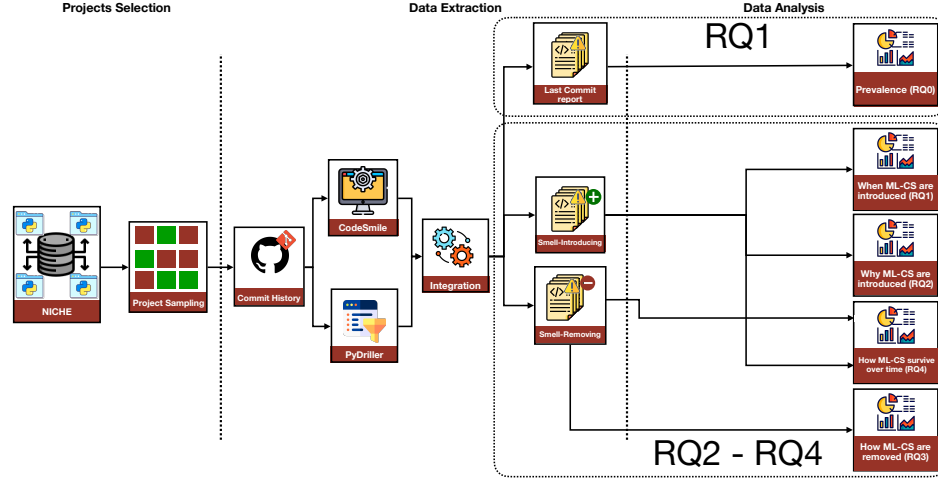 Projects Selection
Data Extraction
Data Analysis
RQ1
Last Commit
report
Prevalence (RQ0)
CodeSmile
When ML-CS are
introduced (RQ1)
Smell-Introducing
NICHE
Project Sampling
Commit History
Integration
Why ML-CS are
introduced (RQ2)
PyDriller
Smell-Removing
How ML-CS survive
over time (RQ4)
RQ2 - RQ4
How ML-CS are
removed (RQ3)